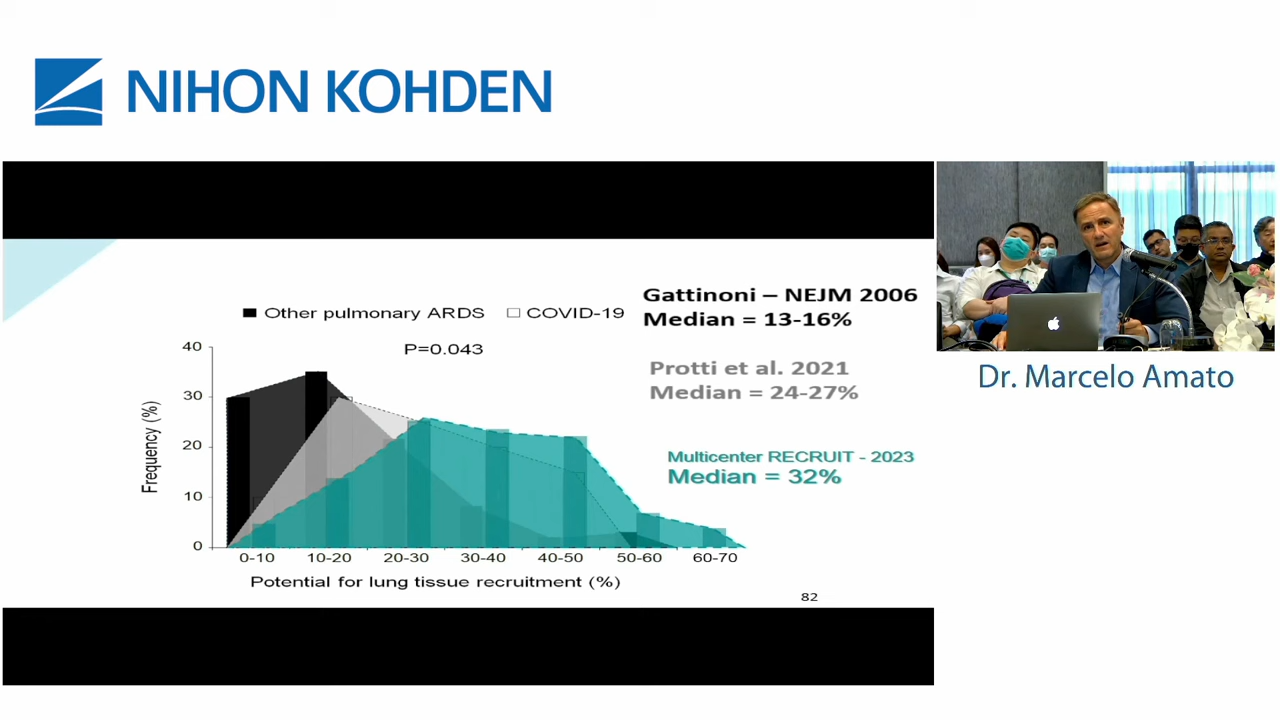 NIHON KOHDEN
Other pulmonary ARDS
COVID-19
P=0.043
Frequency (%)
40
30
20
10
0
0-10
10-20
20-30
30-40
40-50
50-60
60-70
Potential for lung tissue recruitment (%)
Gattinoni – NEJM 2006
Median = 13-16%
Protti et al. 2021
Median = 24-27%
Multicenter RECRUIT - 2023
Median = 32%
82
Dr. Marcelo Amato